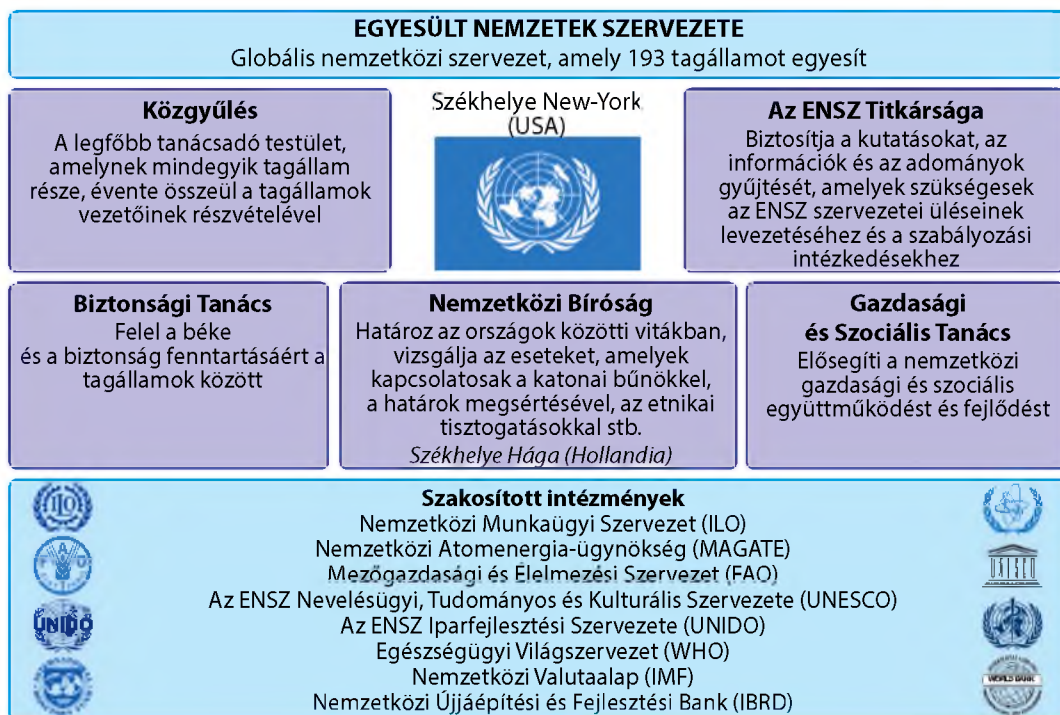 EGYESÜLT NEMZETEK SZERVEZETE
Globális nemzetközi szervezet, amely 193 tagállamot egyesít
Közgyűlés
A legfőbb tanácsadó testület,
amelynek mindegyik tagállam
része, évente összeül a tagállamok
vezetőinek részvételével
Székhelye New-York
(USA)
Az ENSZ Titkársága
Biztosítja a kutatásokat, az
információk és az adományok
gyűjtését, amelyek szükségesek
az ENSZ szervezetei üléseinek
levezetéséhez és a szabályozási
intézkedésekhez
Biztonsági Tanács
Felel a béke
és a biztonság fenntartásáért a
tagállamok között
Nemzetközi Bíróság
Határoz az országok közötti vitákban,
vizsgálja az eseteket, amelyek
kapcsolatosak a katonai bűnökkel,
a határok megsértésével, az etnikai
tisztogatásokkal stb.
Székhelye Hága (Hollandia)
Gazdasági
és Szociális Tanács
Elősegíti a nemzetközi
gazdasági és szociális
együttműködést és fejlődést
Szakosított intézmények
Nemzetközi Munkaügyi Szervezet (ILO)
Nemzetközi Atomenergia-ügynökség (MAGATE)
Mezőgazdasági és Élelmezési Szervezet (FAO)
Az ENSZ Nevelésügyi, Tudományos és Kulturális Szervezete (UNESCO)
Az ENSZ Iparfejlesztési Szervezete (UNIDO)
Egészségügyi Világszervezet (WHO)
Nemzetközi Valutaalap (IMF)
Nemzetközi Újjáépítési és Fejlesztési Bank (IBRD)
ILO
FAO
UNIDO
UNESCO
WORLD BANK